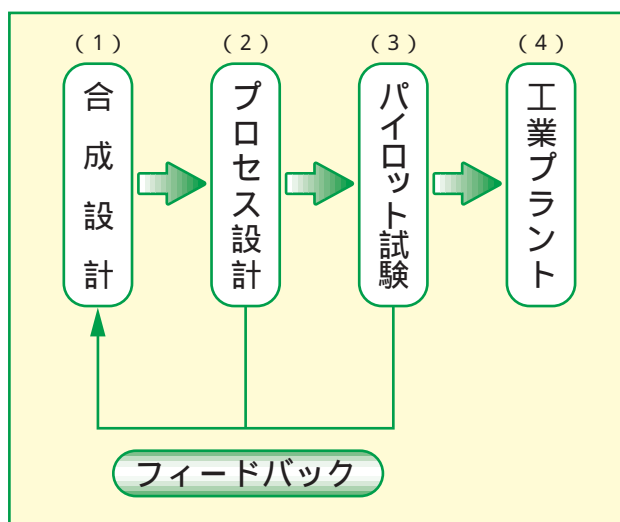 (1)
(2)
(3)
(4)
合成設計
プロセス設計
パイロット試験
工業プラント
フィードバック